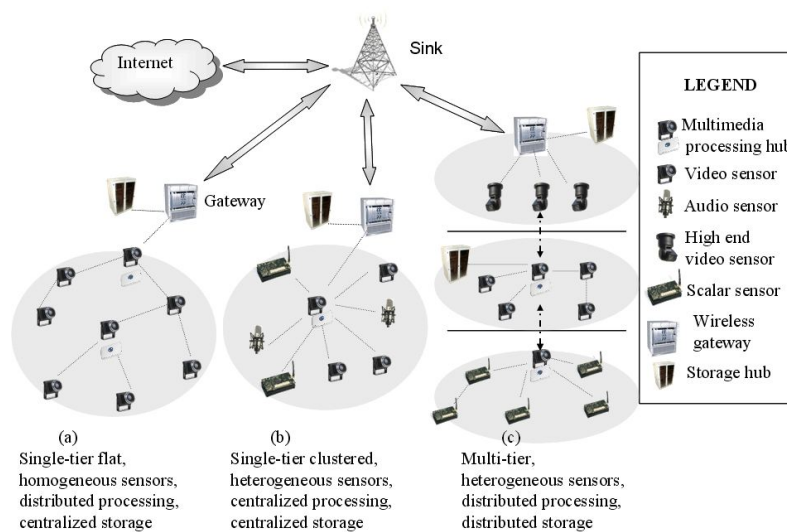 Sink
Internet
Gateway
LEGEND
Multimedia
processing hub
Video sensor
Audio sensor
High end
video sensor
Scalar sensor
Wireless
gateway
Storage hub
(a)
Single-tier flat,
homogeneous sensors,
distributed processing,
centralized storage
(b)
Single-tier clustered,
heterogeneous sensors,
centralized processing,
centralized storage
(c)
Multi-tier,
heterogeneous sensors,
distributed processing,
distributed storage